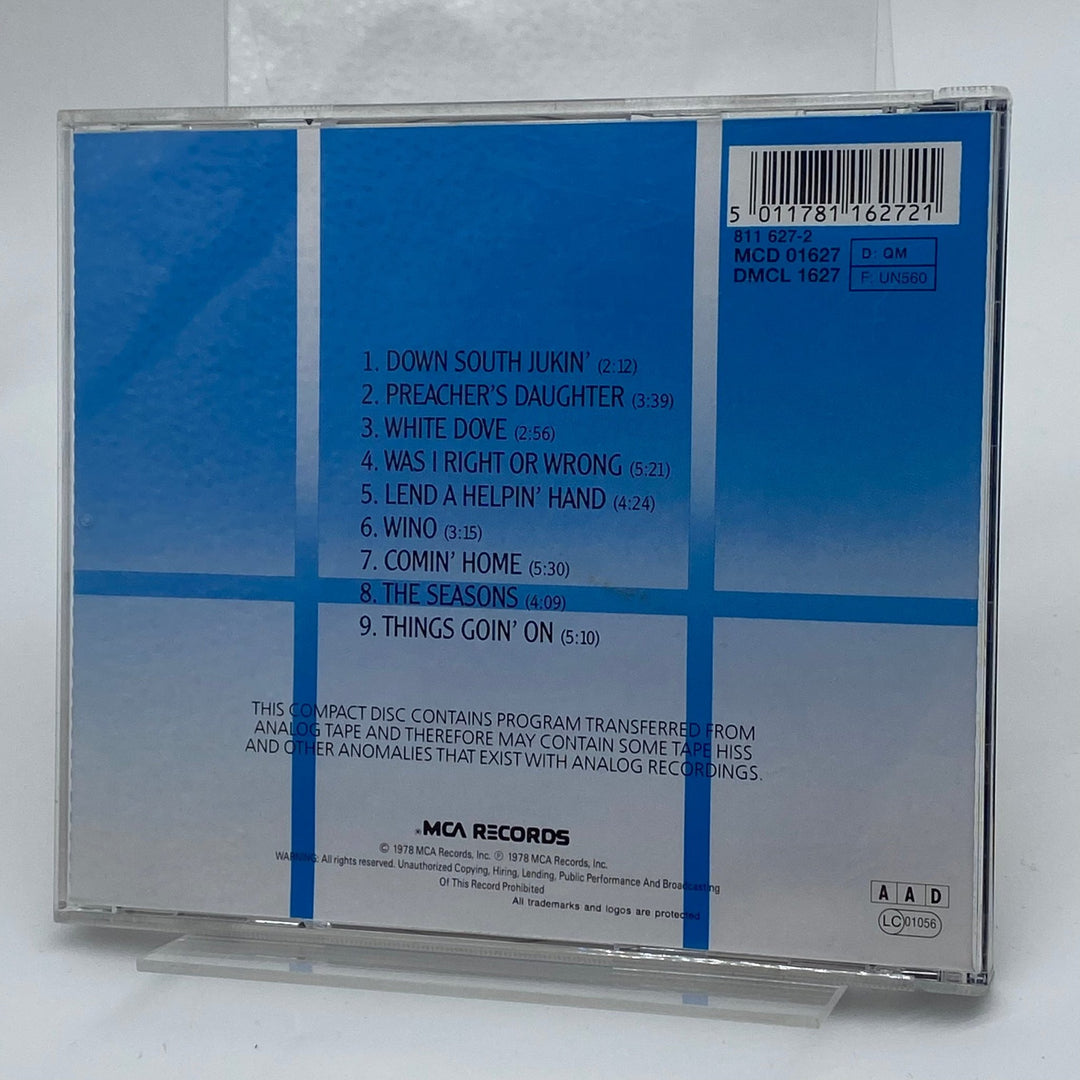 5 011781 162721
811 627-2
MCD 01627
DMCL 1627
D: QM
F: UN560
1. DOWN SOUTH JUKIN' (2:12)
2. PREACHER'S DAUGHTER (3:39)
3. WHITE DOVE (2:56)
4. WAS I RIGHT OR WRONG (5:21)
5. LEND A HELPIN' HAND (4:24)
6. WINO (3:15)
7. COMIN' HOME (5:30)
8. THE SEASONS (4:09)
9. THINGS GOIN' ON (5:10)
THIS COMPACT DISC CONTAINS PROGRAM TRANSFERRED FROM
ANALOG TAPE AND THEREFORE MAY CONTAIN SOME TAPE HISS
AND OTHER ANOMALIES THAT EXIST WITH ANALOG RECORDINGS.
MCA RECORDS
© 1978 MCA Records, Inc. ℗ 1978 MCA Records, Inc.
WARNING: All rights reserved. Unauthorized Copying, Hiring, Lending, Public Performance And Broadcasting
Of This Record Prohibited
All trademarks and logos are protected
A A D
LC 01056